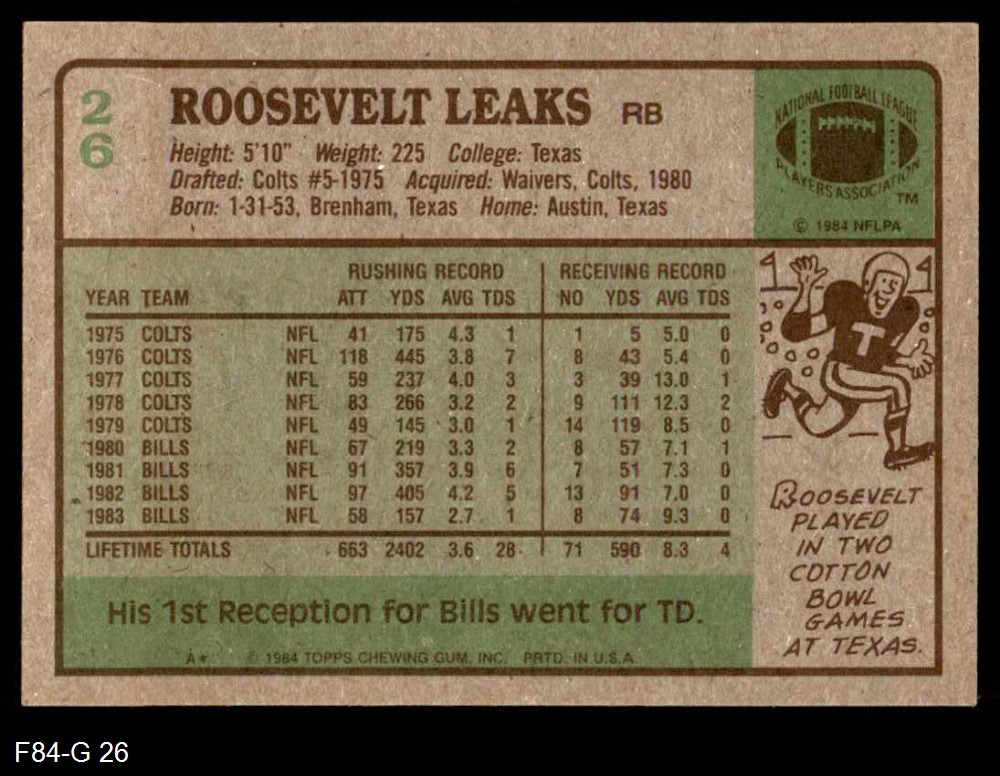 26
ROOSEVELT LEAKS RB
Height: 5'10" Weight: 225 College: Texas
Drafted: Colts #5-1975 Acquired: Waivers, Colts, 1980
Born: 1-31-53, Brenham, Texas Home: Austin, Texas
NATIONAL FOOTBALL LEAGUE
PLAYERS ASSOCIATION
TM
© 1984 NFLPA
RUSHING RECORD RECEIVING RECORD
YEAR TEAM ATT YDS AVG TDS NO YDS AVG TDS
1975 COLTS NFL 41 175 4.3 1 1 5 5.0 0
1976 COLTS NFL 118 445 3.8 7 8 43 5.4 0
1977 COLTS NFL 59 237 4.0 3 3 39 13.0 1
1978 COLTS NFL 83 266 3.2 2 9 111 12.3 2
1979 COLTS NFL 49 145 3.0 1 14 119 8.5 0
1980 BILLS NFL 67 219 3.3 2 8 57 7.1 1
1981 BILLS NFL 91 357 3.9 6 7 51 7.3 0
1982 BILLS NFL 97 405 4.2 5 13 91 7.0 0
1983 BILLS NFL 58 157 2.7 1 8 74 9.3 0
LIFETIME TOTALS 663 2402 3.6 28 71 590 8.3 4
His 1st Reception for Bills went for TD.
A* © 1984 TOPPS CHEWING GUM, INC. PRTD. IN U.S.A.
T
ROOSEVELT
PLAYED
IN TWO
COTTON
BOWL
GAMES
AT TEXAS.
F84-G 26